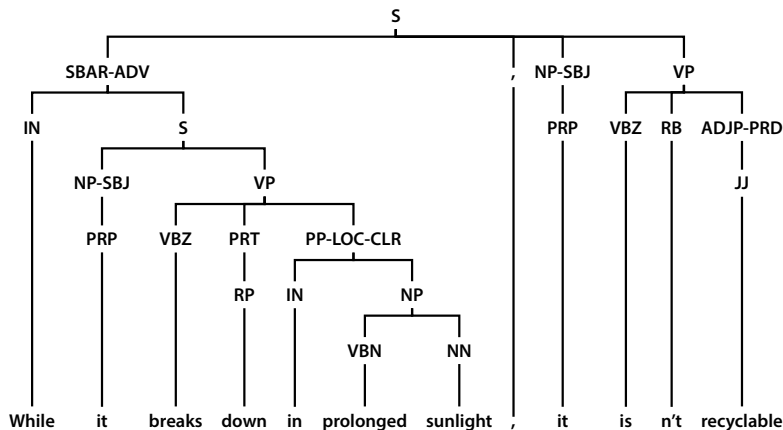 S
SBAR-ADV , NP-SBJ VP
IN S PRP VBZ RB ADJP-PRD
NP-SBJ VP JJ
PRP VBZ PRT PP-LOC-CLR
RP IN NP
VBN NN
While it breaks down in prolonged sunlight , it is n't recyclable